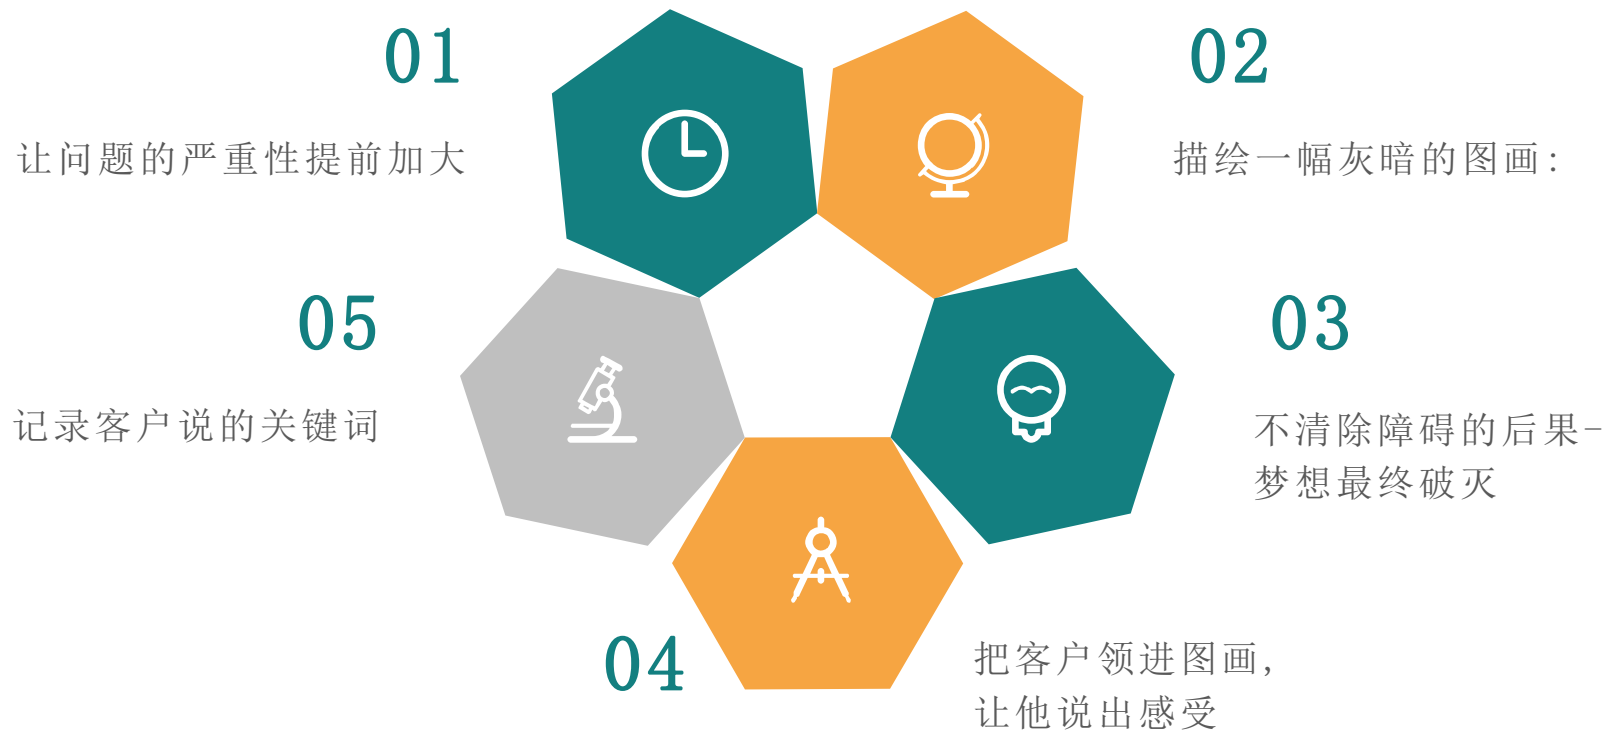 01
让问题的严重性提前加大
02
描绘一幅灰暗的图画：
03
不清除障碍的后果-
梦想最终破灭
04
把客户领进图画，
让他说出感受
05
记录客户说的关键词